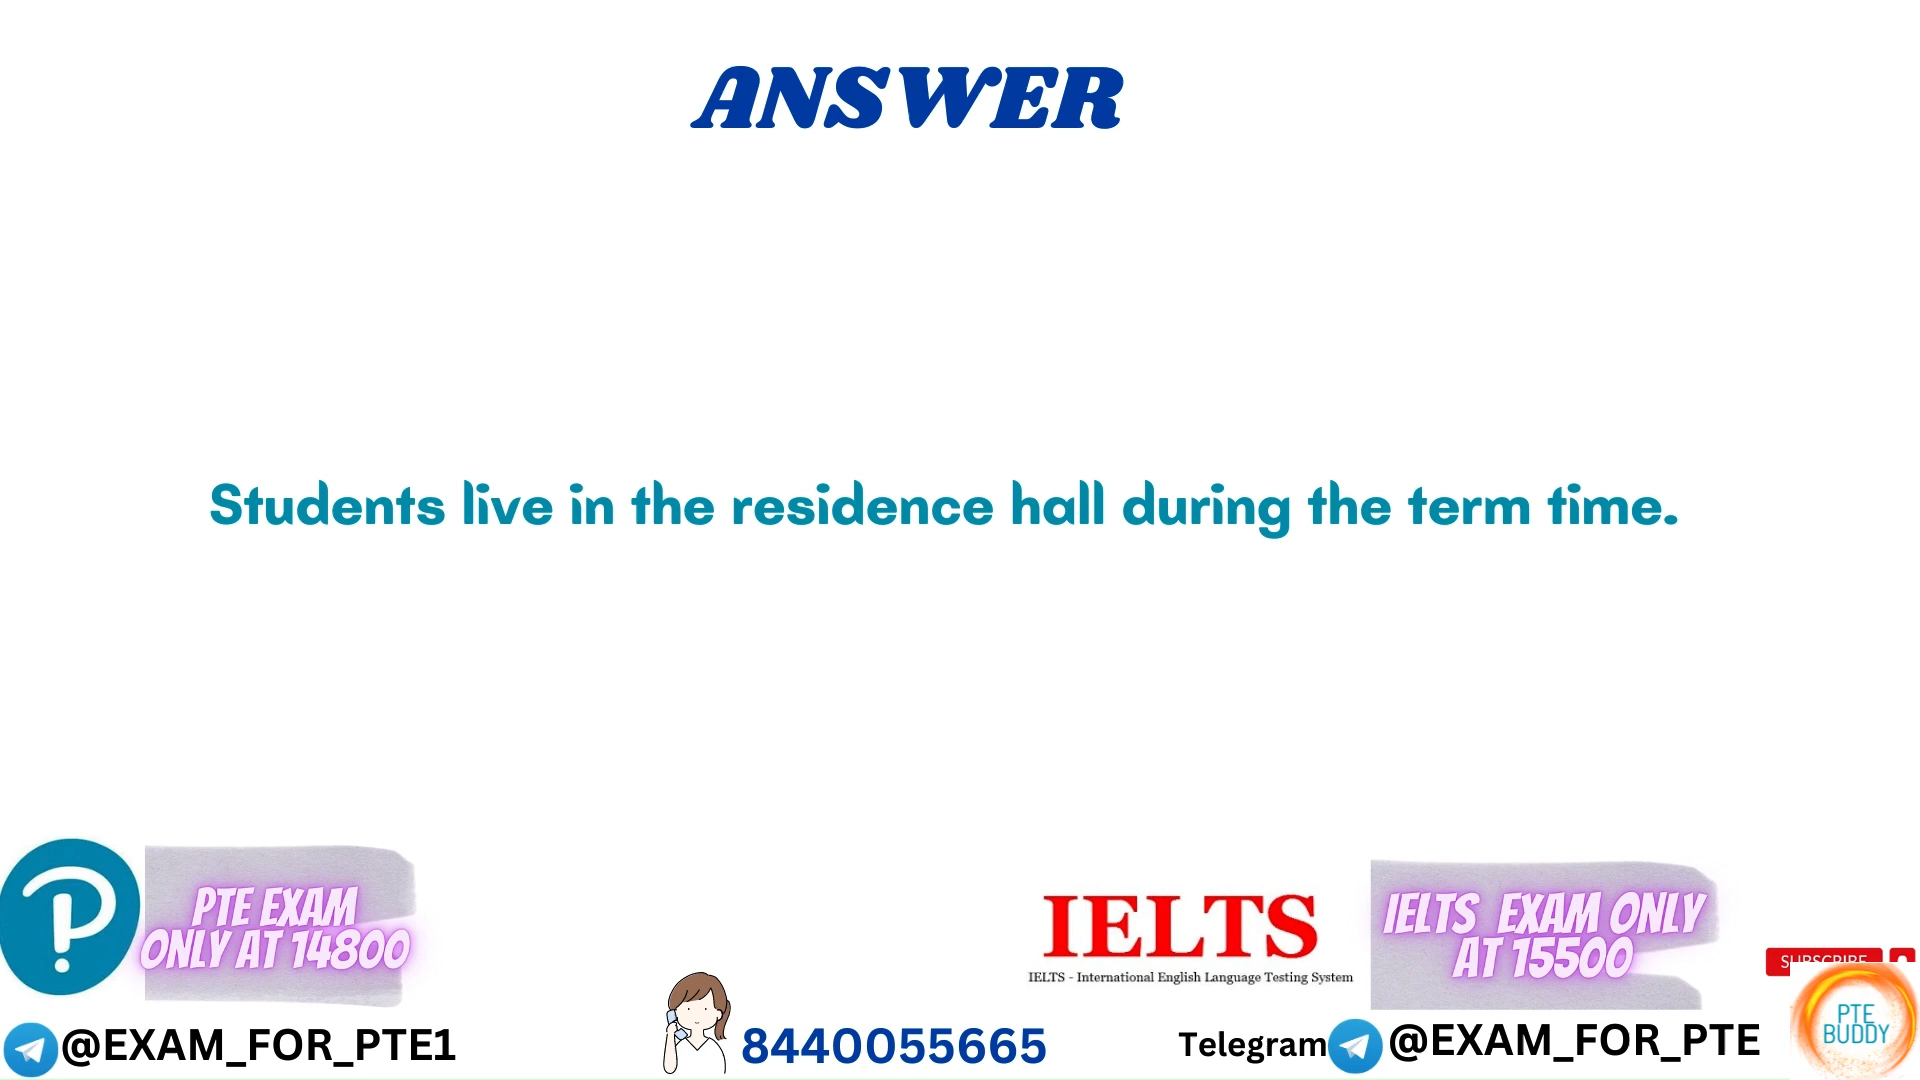 ANSWER
Students live in the residence hall during the term time.
PTE EXAM
ONLY AT 14800
IELTS
IELTS - International English Language Testing System
IELTS EXAM ONLY
AT 15500
SUBSCRIBE
PTE
BUDDY
@EXAM_FOR_PTE1
8440055665
Telegram
@EXAM_FOR_PTE